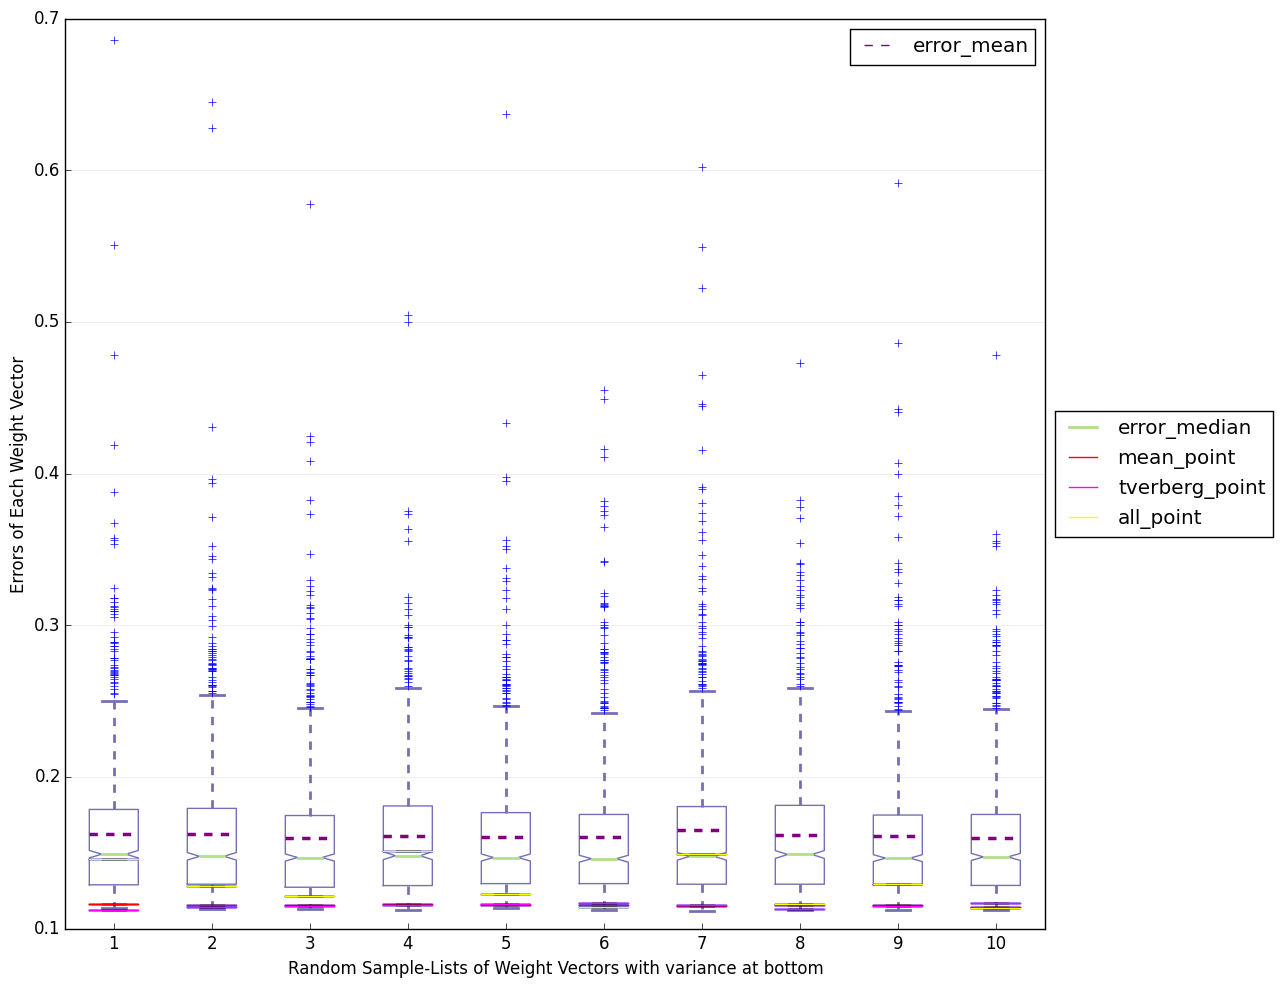 0.7
0.6
0.5
0.4
0.3
0.2
0.1
Errors of Each Weight Vector
error_mean
error_median
mean_point
tverberg_point
all_point
1 2 3 4 5 6 7 8 9 10
Random Sample-Lists of Weight Vectors with variance at bottom